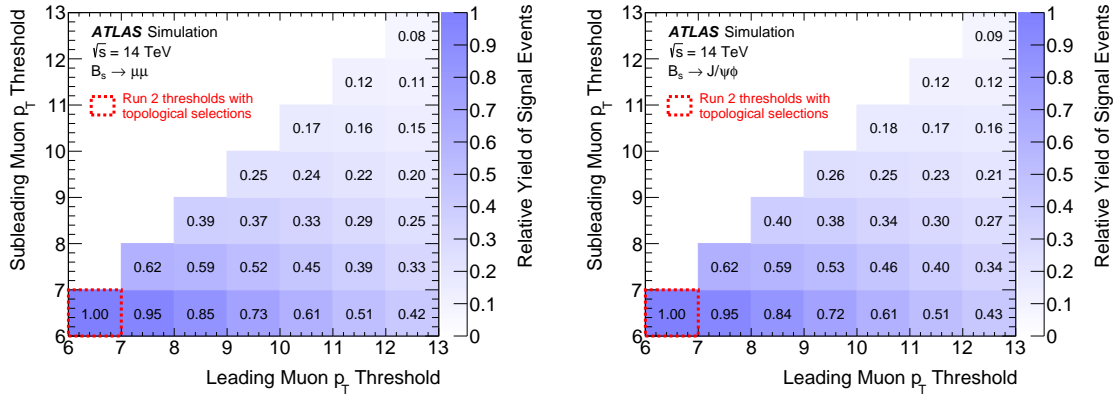 ATLAS Simulation
√s = 14 TeV
Bs → μμ
Run 2 thresholds with
topological selections
Subleading Muon pT Threshold
13
12
11
10
9
8
7
6
0.08
0.12 0.11
0.17 0.16 0.15
0.25 0.24 0.22 0.20
0.39 0.37 0.33 0.29 0.25
0.62 0.59 0.52 0.45 0.39 0.33
1.00 0.95 0.85 0.73 0.61 0.51 0.42
6 7 8 9 10 11 12 13
Leading Muon pT Threshold
1
0.9
0.8
0.7
0.6
0.5
0.4
0.3
0.2
0.1
0
Relative Yield of Signal Events
ATLAS Simulation
√s = 14 TeV
Bs → J/ψφ
Run 2 thresholds with
topological selections
Subleading Muon pT Threshold
13
12
11
10
9
8
7
6
0.09
0.12 0.12
0.18 0.17 0.16
0.26 0.25 0.23 0.21
0.40 0.38 0.34 0.30 0.27
0.62 0.59 0.53 0.46 0.40 0.34
1.00 0.95 0.84 0.72 0.61 0.51 0.43
6 7 8 9 10 11 12 13
Leading Muon pT Threshold
1
0.9
0.8
0.7
0.6
0.5
0.4
0.3
0.2
0.1
0
Relative Yield of Signal Events